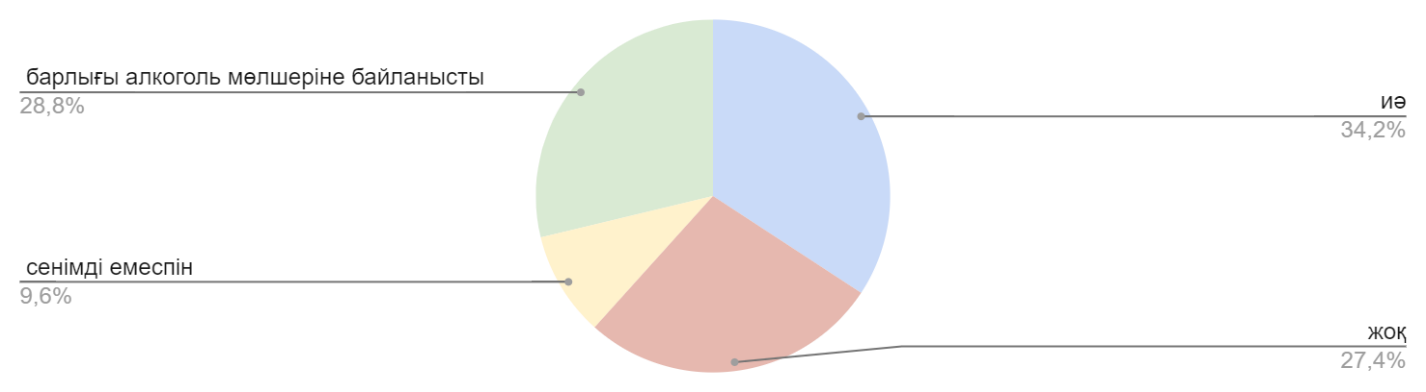 барлығы алкоголь мөлшеріне байланысты
28,8%
иә
34,2%
сенімді емеспін
9,6%
жоқ
27,4%